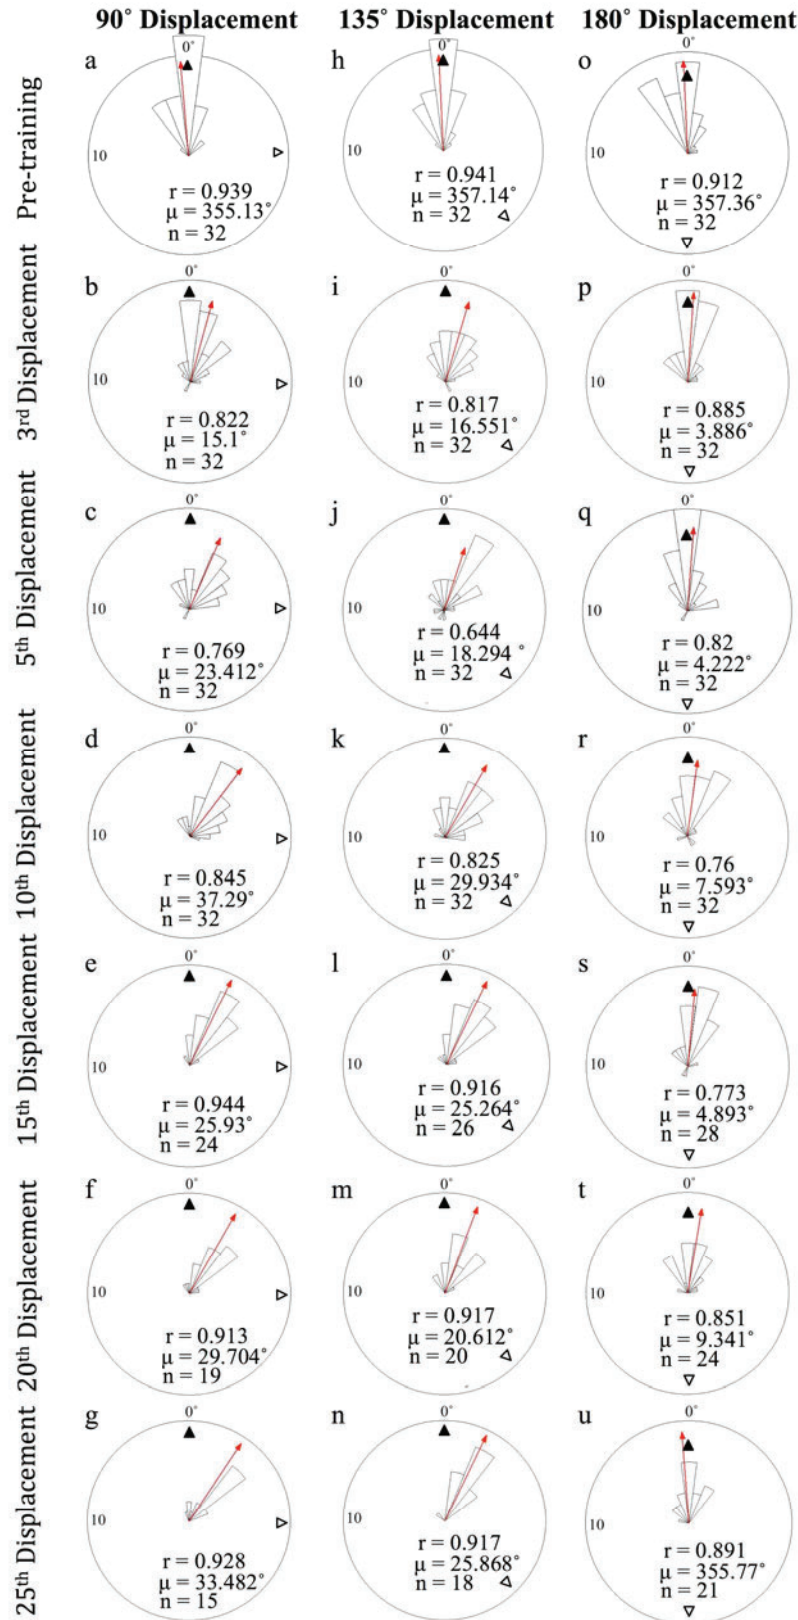 90° Displacement 135° Displacement 180° Displacement
Pre-training
a 0° h 0° o 0°
10 10 10
r = 0.939 r = 0.941 r = 0.912
μ = 355.13° μ = 357.14° μ = 357.36°
n = 32 n = 32 n = 32
3rd Displacement
b 0° i 0° p 0°
10 10 10
r = 0.822 r = 0.817 r = 0.885
μ = 15.1° μ = 16.551° μ = 3.886°
n = 32 n = 32 n = 32
5th Displacement
c 0° j 0° q 0°
10 10 10
r = 0.769 r = 0.644 r = 0.82
μ = 23.412° μ = 18.294 ° μ = 4.222°
n = 32 n = 32 n = 32
10th Displacement
d 0° k 0° r 0°
10 10 10
r = 0.845 r = 0.825 r = 0.76
μ = 37.29° μ = 29.934° μ = 7.593°
n = 32 n = 32 n = 32
15th Displacement
e 0° l 0° s 0°
10 10 10
r = 0.944 r = 0.916 r = 0.773
μ = 25.93° μ = 25.264° μ = 4.893°
n = 24 n = 26 n = 28
20th Displacement
f 0° m 0° t 0°
10 10 10
r = 0.913 r = 0.917 r = 0.851
μ = 29.704° μ = 20.612° μ = 9.341°
n = 19 n = 20 n = 24
25th Displacement
g 0° n 0° u 0°
10 10 10
r = 0.928 r = 0.917 r = 0.891
μ = 33.482° μ = 25.868° μ = 355.77°
n = 15 n = 18 n = 21